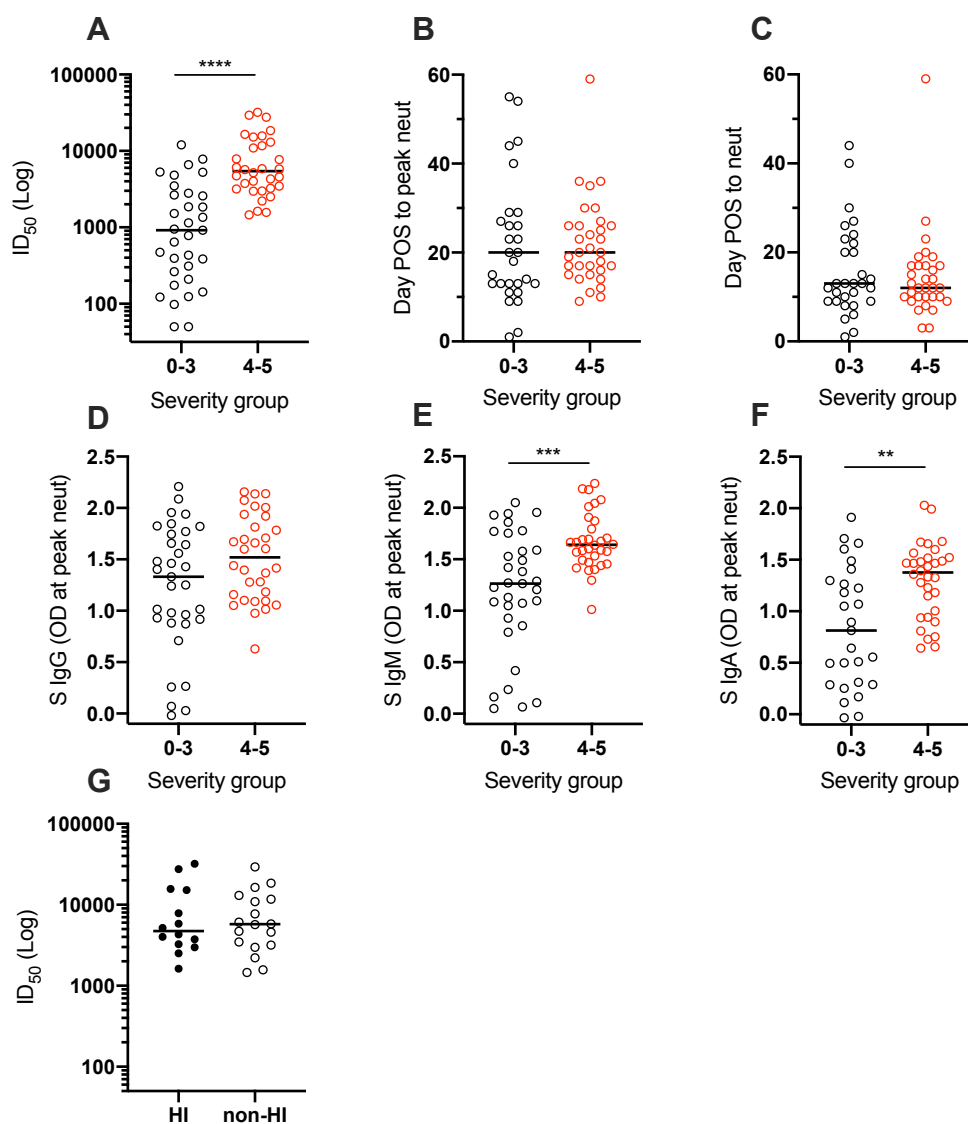 A
****
100000
10000
1000
100
ID50 (Log)
0-3
4-5
Severity group
B
60
40
20
0
Day POS to peak neut
0-3
4-5
Severity group
C
60
40
20
0
Day POS to neut
0-3
4-5
Severity group
D
2.5
2.0
1.5
1.0
0.5
0.0
S IgG (OD at peak neut)
0-3
4-5
Severity group
E
***
2.5
2.0
1.5
1.0
0.5
0.0
S IgM (OD at peak neut)
0-3
4-5
Severity group
F
**
2.5
2.0
1.5
1.0
0.5
0.0
S IgA (OD at peak neut)
0-3
4-5
Severity group
G
100000
10000
1000
100
ID50 (Log)
HI
non-HI